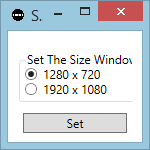 S..
Set The Size Window
1280 x 720
1920 x 1080
Set